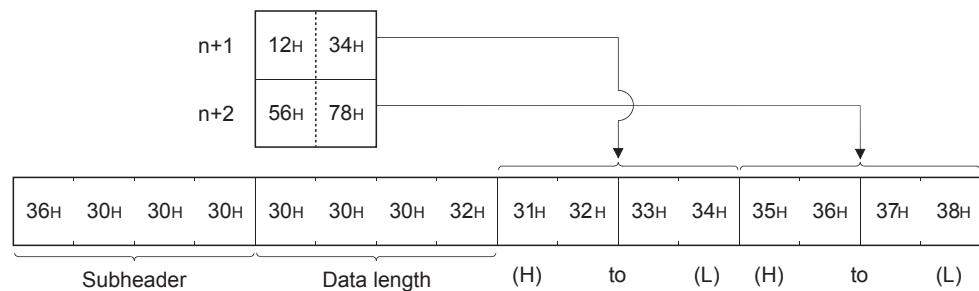 n+1 12H 34H
n+2 56H 78H
36H 30H 30H 30H 30H 30H 30H 32H 31H 32H 33H 34H 35H 36H 37H 38H
Subheader Data length (H) to (L) (H) to (L)